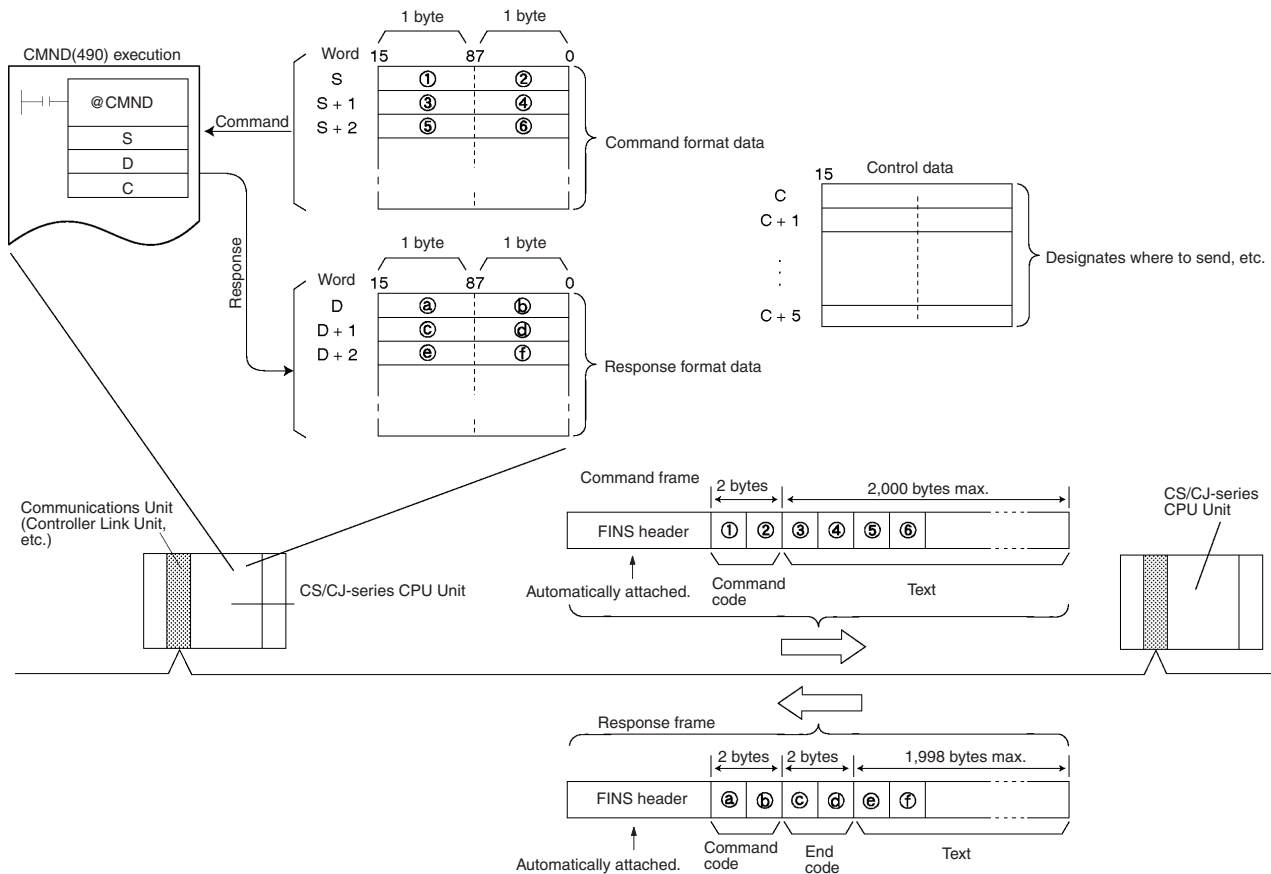 CMND(490) execution
@CMND
S
D
C
Command
Response
1 byte 1 byte
Word 15 87 0
S ① ②
S + 1 ③ ④
S + 2 ⑤ ⑥
Command format data
1 byte 1 byte
Word 15 87 0
D ⓐ ⓑ
D + 1 ⓒ ⓓ
D + 2 ⓔ ⓕ
Response format data
15 Control data
C
C + 1
C + 5
Designates where to send, etc.
Communications Unit
(Controller Link Unit,
etc.)
CS/CJ-series CPU Unit
Command frame
2 bytes 2,000 bytes max.
FINS header ① ② ③ ④ ⑤ ⑥
Automatically attached.
Command
code
Text
CS/CJ-series
CPU Unit
Response frame
2 bytes 2 bytes 1,998 bytes max.
FINS header ⓐ ⓑ ⓒ ⓓ ⓔ ⓕ
Automatically attached.
Command
code
End
code
Text